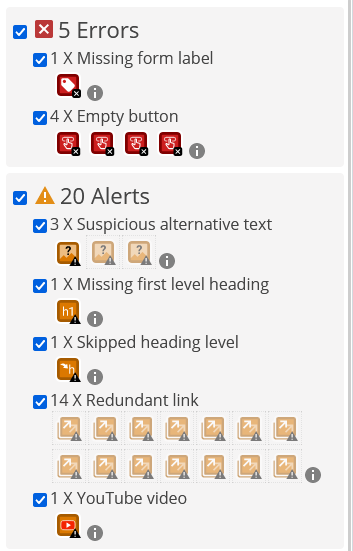 5 Errors
1 X Missing form label
4 X Empty button
20 Alerts
3 X Suspicious alternative text
? ? ?
1 X Missing first level heading
h1
1 X Skipped heading level
h
14 X Redundant link
1 X YouTube video